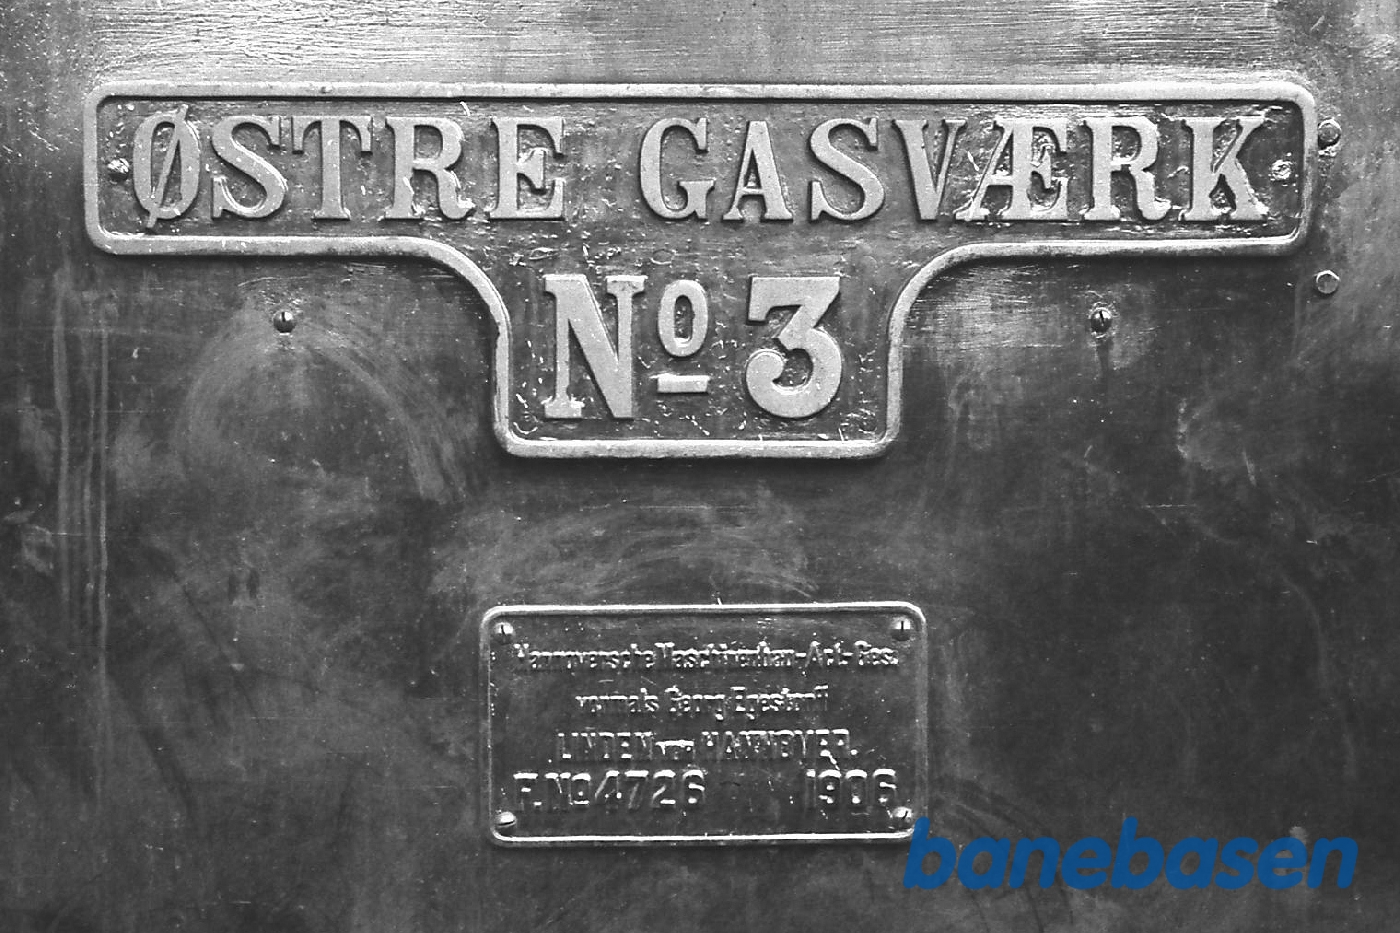 ØSTRE GASVÆRK
Nº 3
Hannoversche Maschinenbau-Act.-Ges.
vormals Georg Egestorff
LINDEN vor HANNOVER.
F.Nº 4726 1906
banebasen